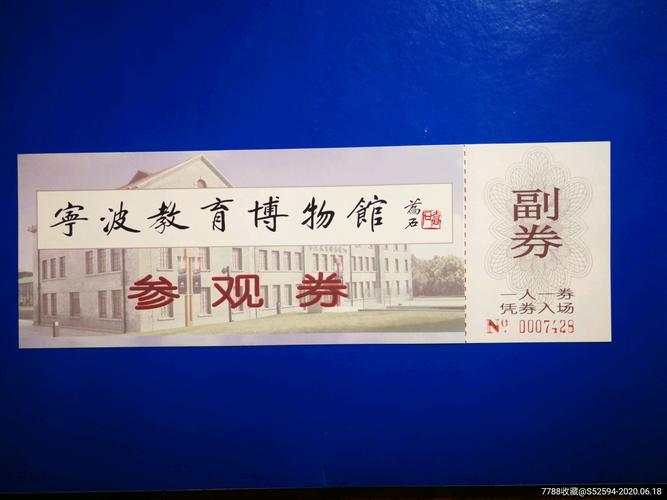 寧波教育博物館
参观券
副
券
一人一券
凭券入场
Nº 0007428
7788收藏@S52594-2020.06.18